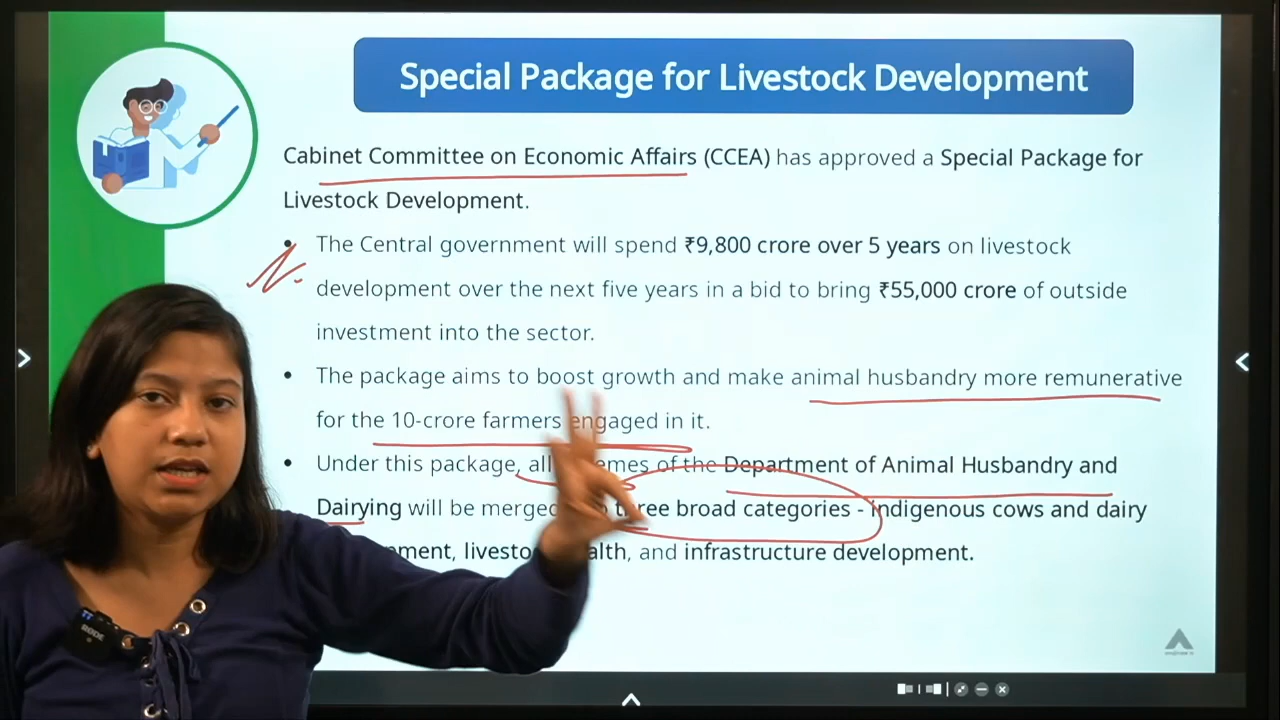 Special Package for Livestock Development
Cabinet Committee on Economic Affairs (CCEA) has approved a Special Package for
Livestock Development.
• The Central government will spend ₹9,800 crore over 5 years on livestock
development over the next five years in a bid to bring ₹55,000 crore of outside
investment into the sector.
• The package aims to boost growth and make animal husbandry more remunerative
for the 10-crore farmers engaged in it.
• Under this package, all of the Department of Animal Husbandry and
Dairying will be merged three broad categories - indigenous cows and dairy
and infrastructure development.